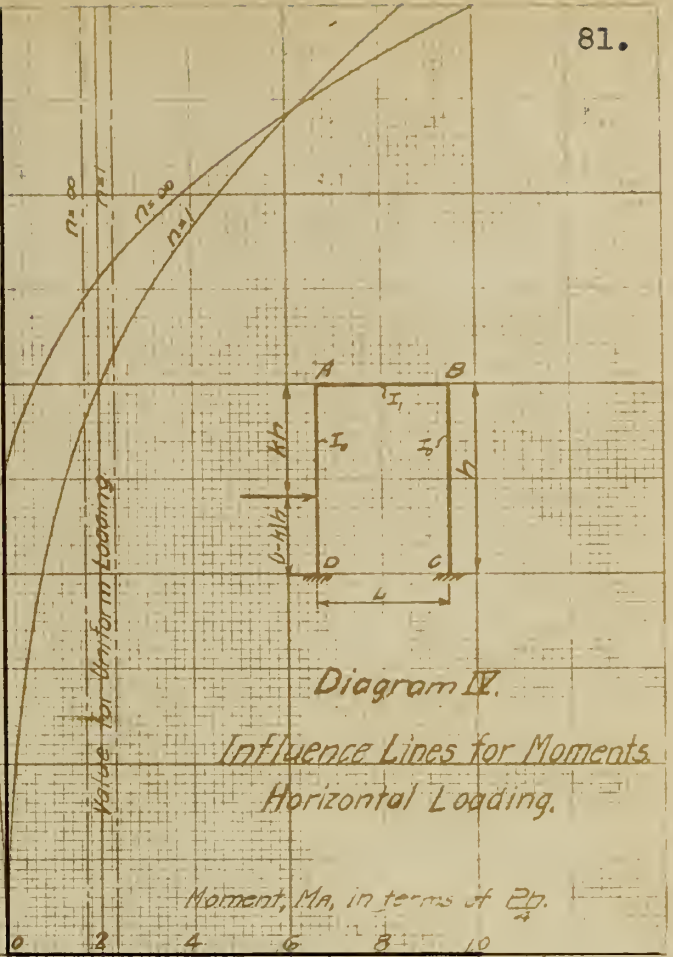 81.
n=∞
n=1
n=∞
n=1
A
B
I₁
I₀
I₀
kh
h
(1-k)h
D
C
L
Value for Uniform Loading
Diagram IV.
Influence Lines for Moments
Horizontal Loading.
Moment, MA, in terms of Ph/4.
0 2 4 6 8 10